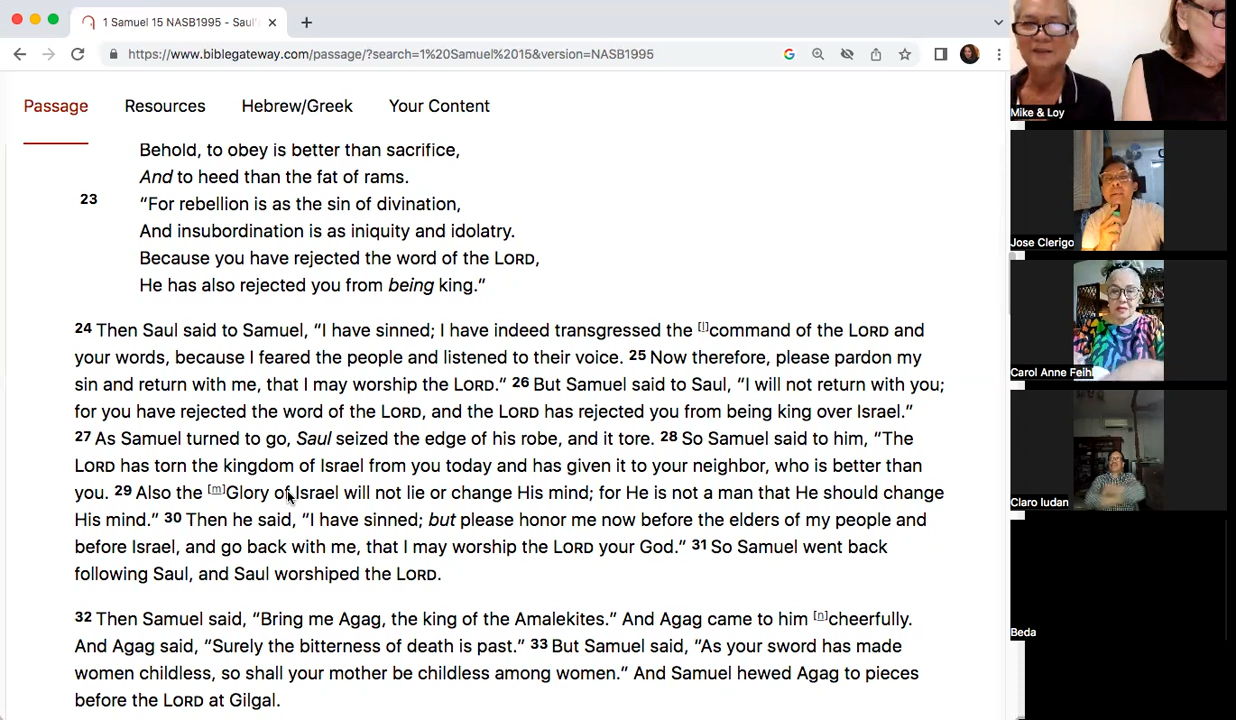 1 Samuel 15 NASB1995 - Saul'
https://www.biblegateway.com/passage/?search=1%20Samuel%2015&version=NASB1995
Passage
Resources
Hebrew/Greek
Your Content
Behold, to obey is better than sacrifice,
And to heed than the fat of rams.
23 “For rebellion is as the sin of divination,
And insubordination is as iniquity and idolatry.
Because you have rejected the word of the LORD,
He has also rejected you from being king.”
24 Then Saul said to Samuel, “I have sinned; I have indeed transgressed the [l]command of the LORD and
your words, because I feared the people and listened to their voice. 25 Now therefore, please pardon my
sin and return with me, that I may worship the LORD.” 26 But Samuel said to Saul, “I will not return with you;
for you have rejected the word of the LORD, and the LORD has rejected you from being king over Israel.”
27 As Samuel turned to go, Saul seized the edge of his robe, and it tore. 28 So Samuel said to him, “The
LORD has torn the kingdom of Israel from you today and has given it to your neighbor, who is better than
you. 29 Also the [m]Glory of Israel will not lie or change His mind; for He is not a man that He should change
His mind.” 30 Then he said, “I have sinned; but please honor me now before the elders of my people and
before Israel, and go back with me, that I may worship the LORD your God.” 31 So Samuel went back
following Saul, and Saul worshiped the LORD.
32 Then Samuel said, “Bring me Agag, the king of the Amalekites.” And Agag came to him [n]cheerfully.
And Agag said, “Surely the bitterness of death is past.” 33 But Samuel said, “As your sword has made
women childless, so shall your mother be childless among women.” And Samuel hewed Agag to pieces
before the LORD at Gilgal.
Mike & Loy
Jose Clerigo
Carol Anne Feihl
Claro Iudan
Beda